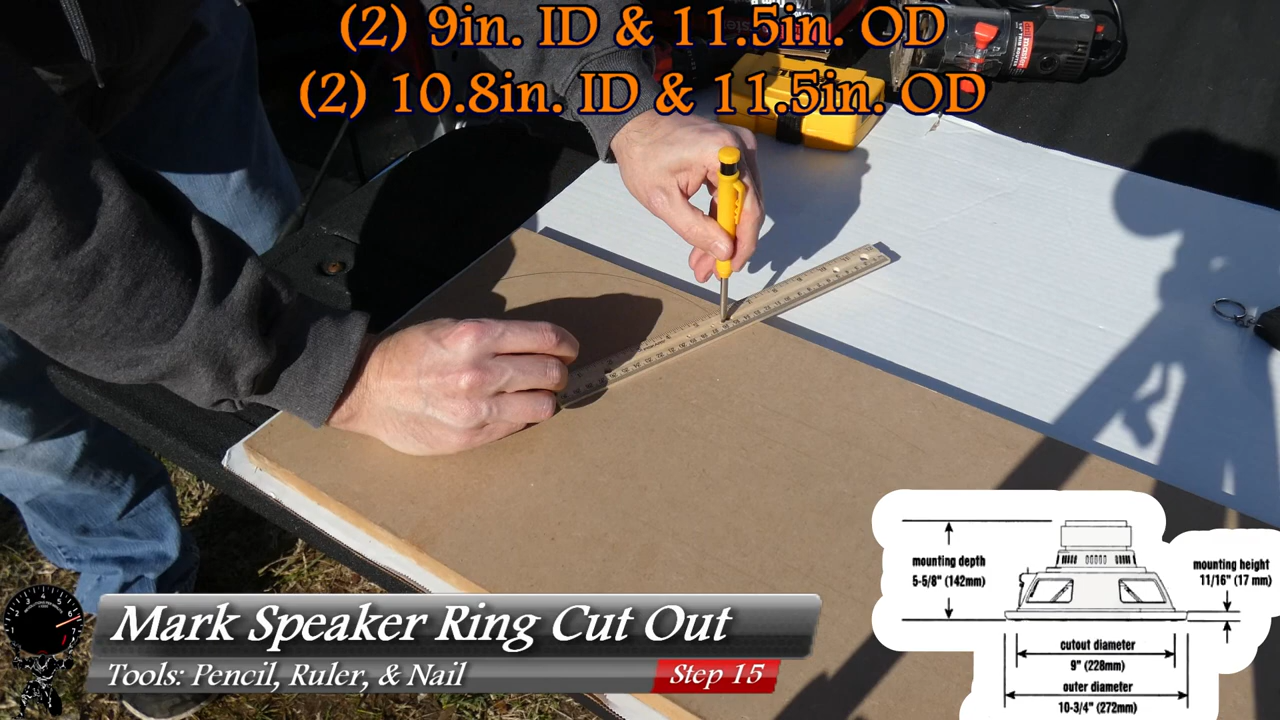 (2) 9in. ID & 11.5in. OD
(2) 10.8in. ID & 11.5in. OD
mounting depth
5-5/8" (142mm)
mounting height
11/16" (17 mm)
cutout diameter
9" (228mm)
outer diameter
10-3/4" (272mm)
Mark Speaker Ring Cut Out
Tools: Pencil, Ruler, & Nail
Step 15